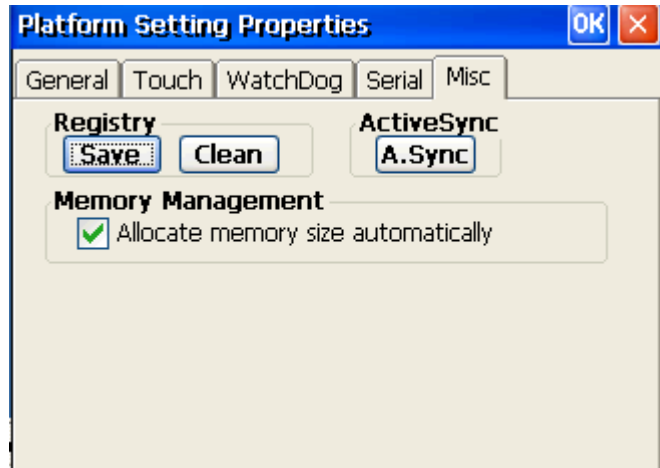 Platform Setting Properties OK
General Touch WatchDog Serial Misc
Registry ActiveSync
Save Clean A.Sync
Memory Management
Allocate memory size automatically